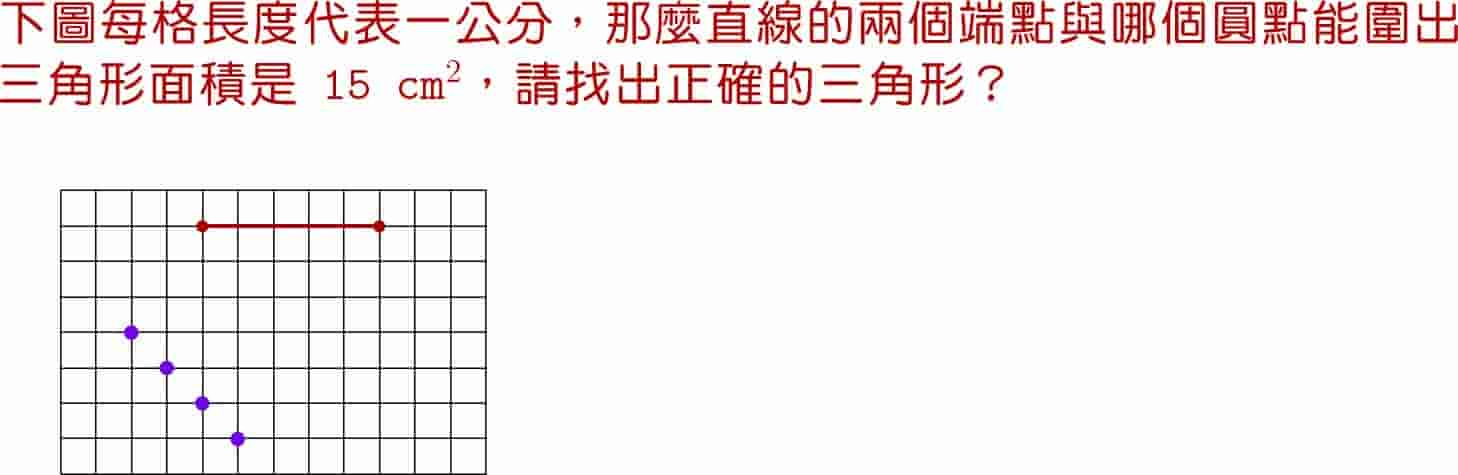 下圖每格長度代表一公分，那麼直線的兩個端點與哪個圓點能圍出
三角形面積是 15 cm²，請找出正確的三角形？